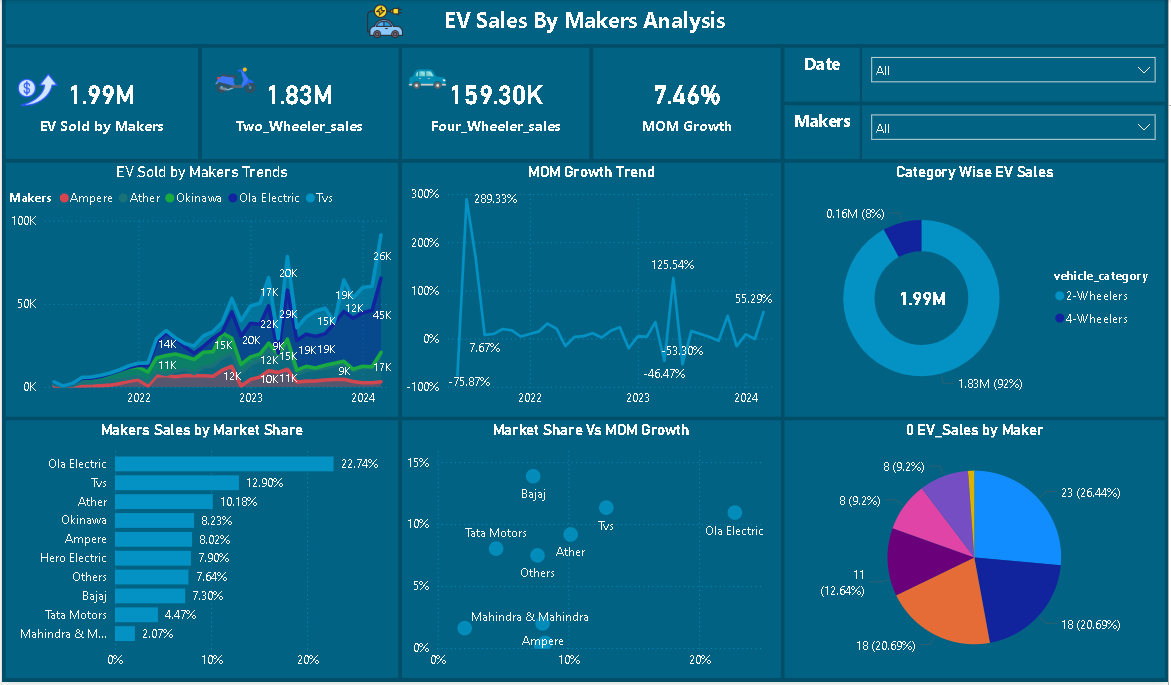 EV Sales By Makers Analysis
1.99M
EV Sold by Makers
1.83M
Two_Wheeler_sales
159.30K
Four_Wheeler_sales
7.46%
MOM Growth
Date
All
Makers
All
EV Sold by Makers Trends
Makers Ampere Ather Okinawa Ola Electric Tvs
100K
50K
0K
14K
11K
15K
12K
20K
17K
22K
12K
10K
9K
20K
29K
15K
11K
19K
15K
19K
19K
12K
9K
26K
45K
17K
2022 2023 2024
MOM Growth Trend
300%
200%
100%
0%
-100%
289.33%
-75.87%
7.67%
125.54%
-46.47%
-53.30%
55.29%
2022 2023 2024
Category Wise EV Sales
0.16M (8%)
1.99M
1.83M (92%)
vehicle_category
2-Wheelers
4-Wheelers
Makers Sales by Market Share
Ola Electric 22.74%
Tvs 12.90%
Ather 10.18%
Okinawa 8.23%
Ampere 8.02%
Hero Electric 7.90%
Others 7.64%
Bajaj 7.30%
Tata Motors 4.47%
Mahindra & M... 2.07%
0% 10% 20%
Market Share Vs MOM Growth
15%
10%
5%
0%
Bajaj
Tvs
Ola Electric
Tata Motors
Ather
Others
Mahindra & Mahindra
Ampere
0% 10% 20%
0 EV_Sales by Maker
8 (9.2%)
23 (26.44%)
8 (9.2%)
11
(12.64%)
18 (20.69%)
18 (20.69%)